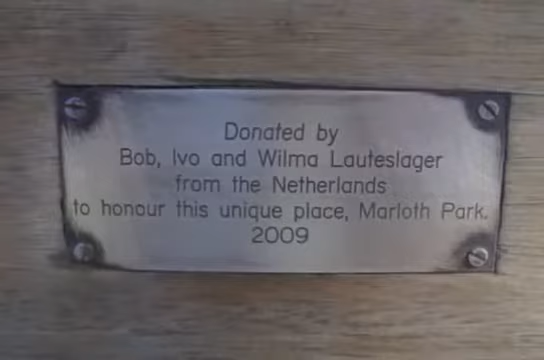 Donated by
Bob, Ivo and Wilma Lauteslager
from the Netherlands
to honour this unique place, Marloth Park.
2009